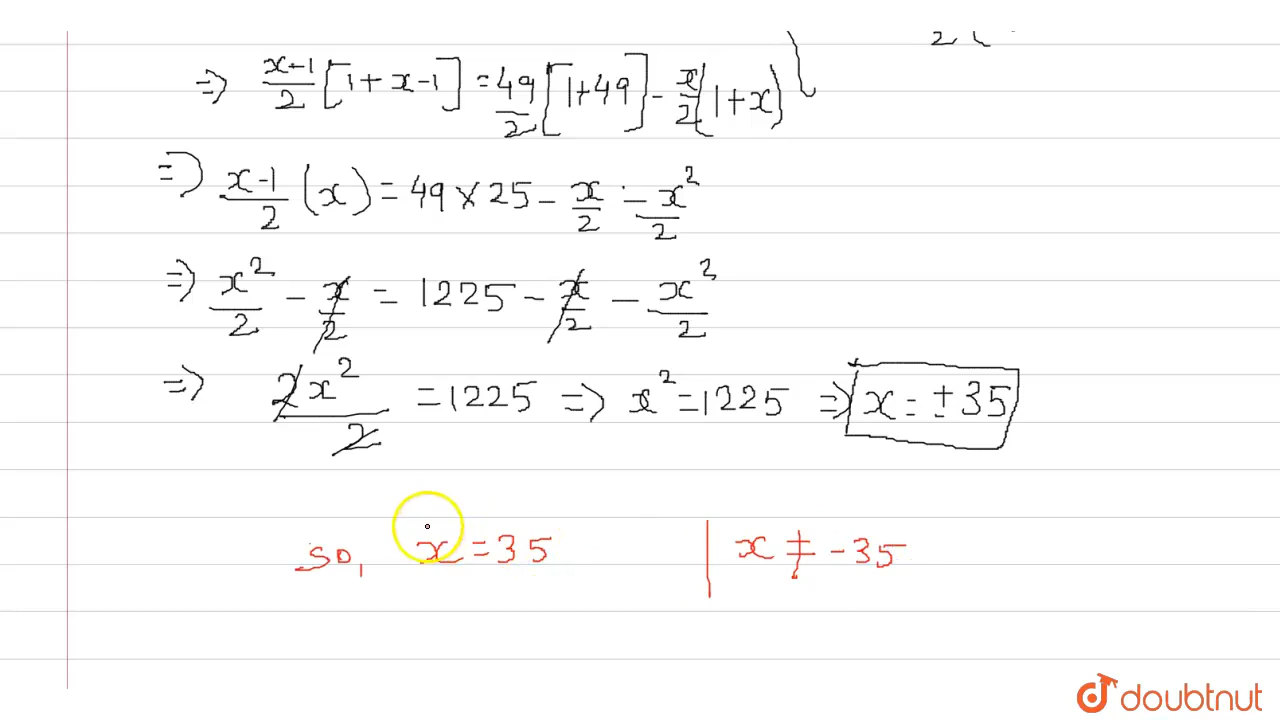 ⇒ x-1/2 [1 + x - 1] = 49/2 [1 + 49] - x/2 (1 + x)
⇒ x-1/2 (x) = 49 × 25 - x/2 - x²/2
⇒ x²/2 - x/2 = 1225 - x/2 - x²/2
⇒ 2x²/2 = 1225 ⇒ x² = 1225 ⇒ x = ± 35
so, x = 35 | x ≠ - 35
doubtnut